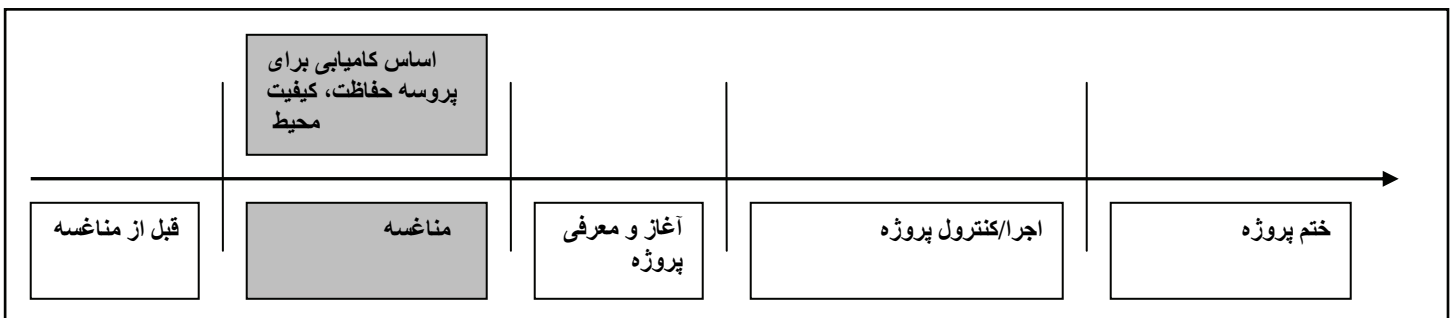 اساس کامیابی برای
پروسه حفاظت، کیفیت
محیط
قبل از مناغسه
مناغسه
آغاز و معرفی
پروژه
اجرا/کنترول پروژه
ختم پروژه